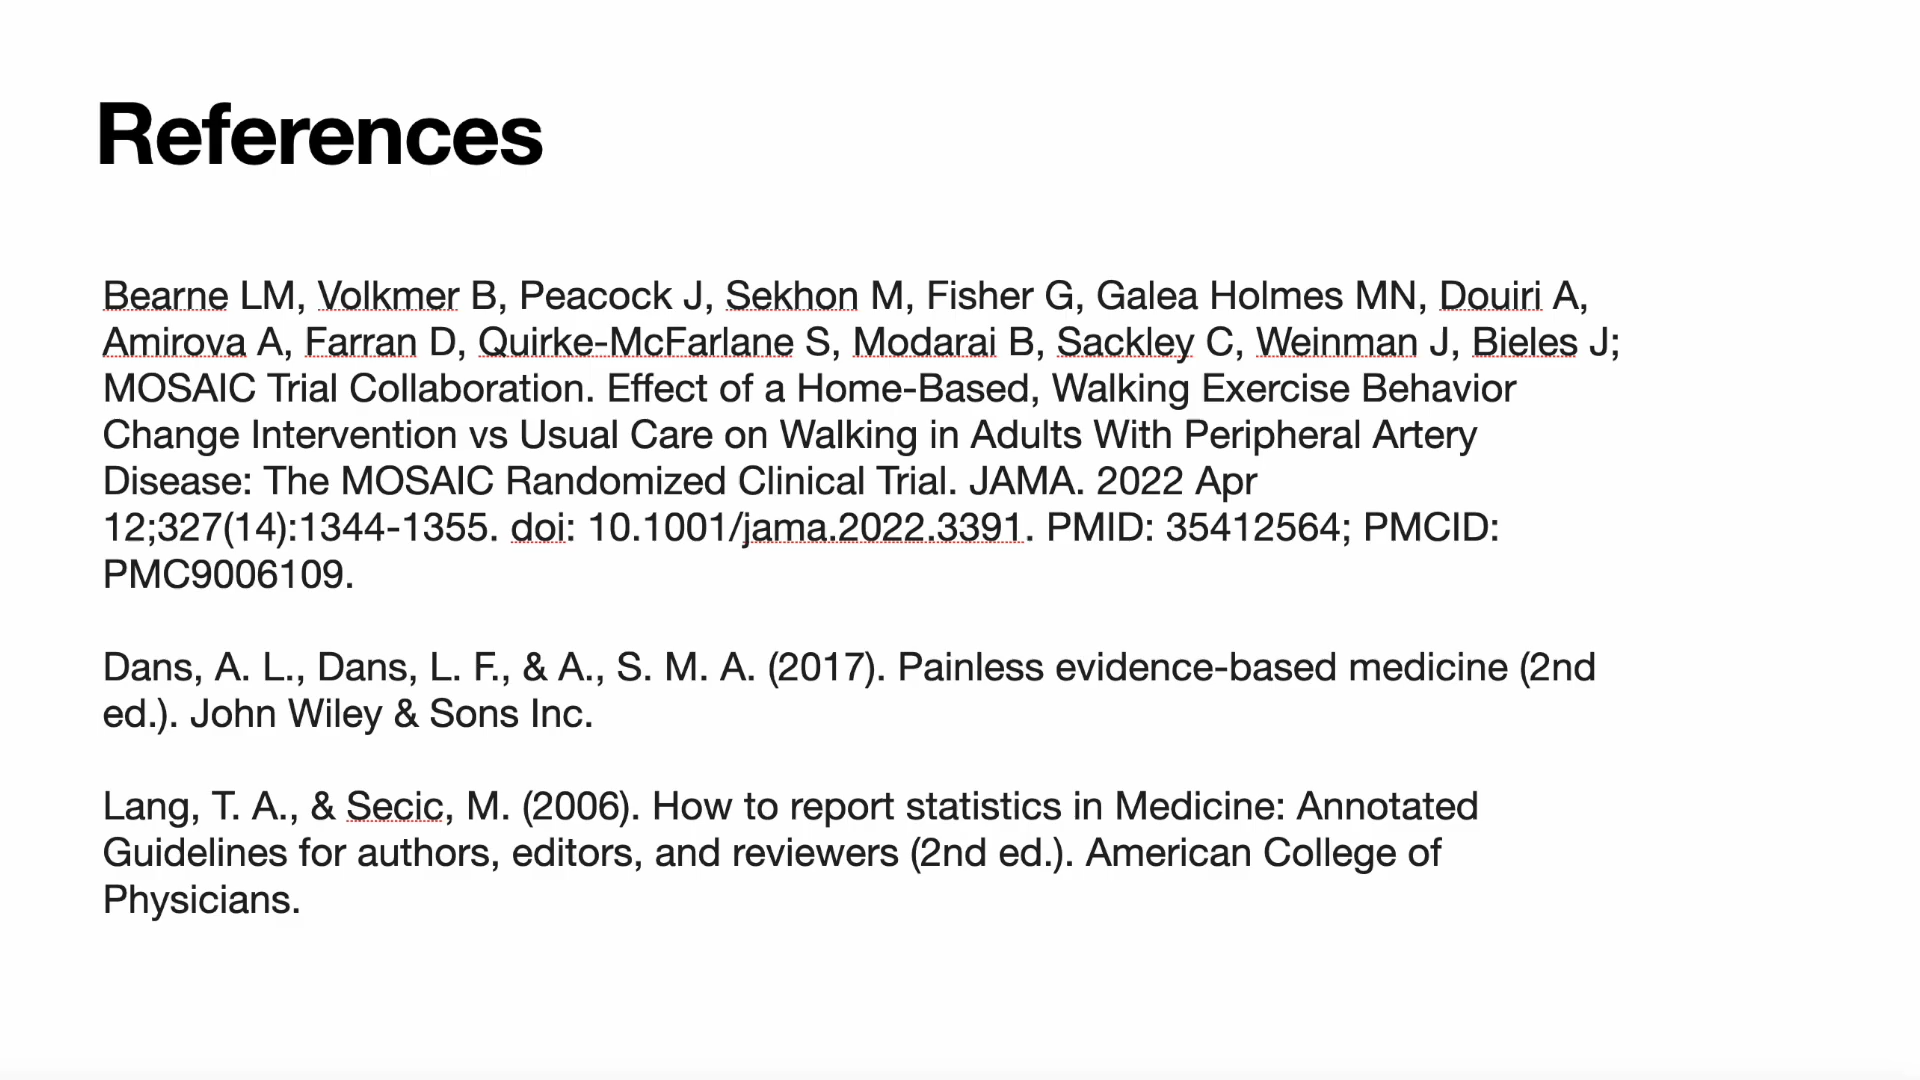 References
Bearne LM, Volkmer B, Peacock J, Sekhon M, Fisher G, Galea Holmes MN, Douiri A,
Amirova A, Farran D, Quirke-McFarlane S, Modarai B, Sackley C, Weinman J, Bieles J;
MOSAIC Trial Collaboration. Effect of a Home-Based, Walking Exercise Behavior
Change Intervention vs Usual Care on Walking in Adults With Peripheral Artery
Disease: The MOSAIC Randomized Clinical Trial. JAMA. 2022 Apr
12;327(14):1344-1355. doi: 10.1001/jama.2022.3391. PMID: 35412564; PMCID:
PMC9006109.
Dans, A. L., Dans, L. F., & A., S. M. A. (2017). Painless evidence-based medicine (2nd
ed.). John Wiley & Sons Inc.
Lang, T. A., & Secic, M. (2006). How to report statistics in Medicine: Annotated
Guidelines for authors, editors, and reviewers (2nd ed.). American College of
Physicians.